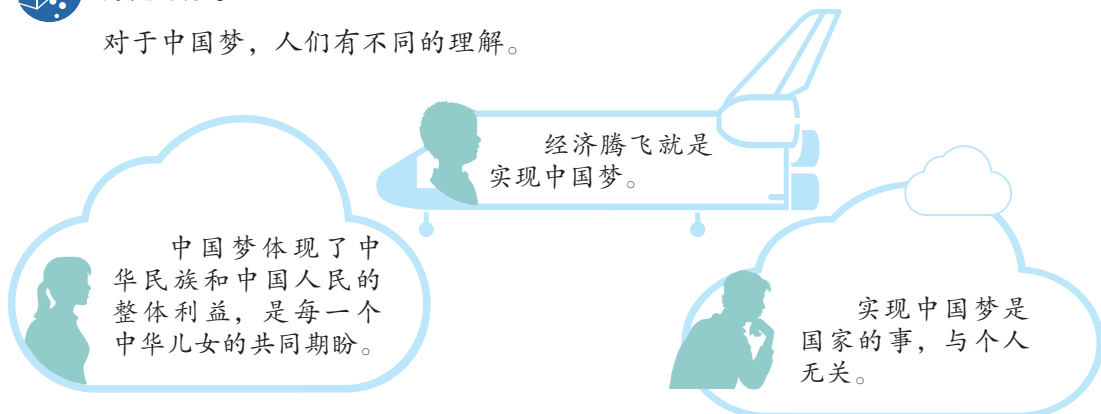 对于中国梦，人们有不同的理解。
经济腾飞就是
实现中国梦。
中国梦体现了中
华民族和中国人民的
整体利益，是每一个
中华儿女的共同期盼。
实现中国梦是
国家的事，与个人
无关。